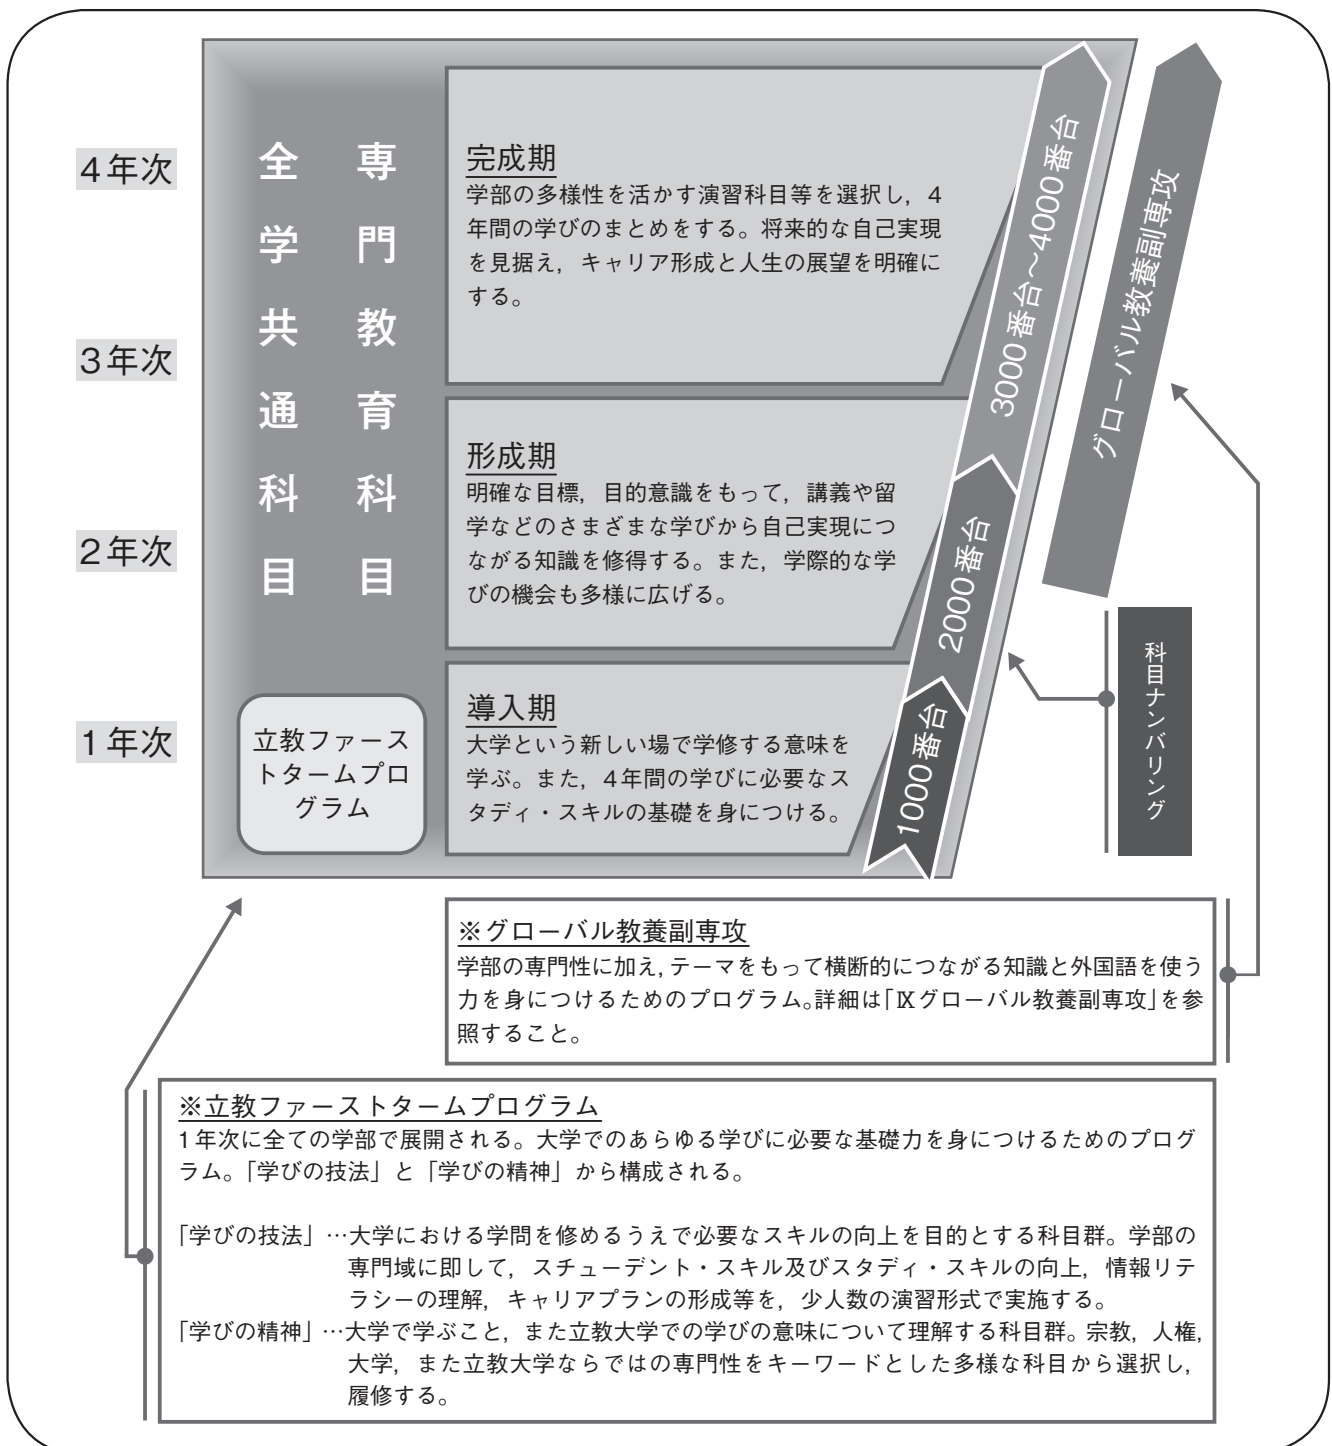 4年次
3年次
2年次
1年次
全学共通科目
専門教育科目
立教ファース
トタームプロ
グラム
完成期
学部の多様性を活かす演習科目等を選択し，4
年間の学びのまとめをする。将来的な自己実現
を見据え，キャリア形成と人生の展望を明確に
する。
形成期
明確な目標，目的意識をもって，講義や留
学などのさまざまな学びから自己実現につ
ながる知識を修得する。また，学際的な学
びの機会も多様に広げる。
導入期
大学という新しい場で学修する意味を
学ぶ。また，4年間の学びに必要なス
タディ・スキルの基礎を身につける。
3000番台～4000番台
2000番台
1000番台
グローバル教養副専攻
科目ナンバリング
※グローバル教養副専攻
学部の専門性に加え，テーマをもって横断的につながる知識と外国語を使う
力を身につけるためのプログラム。詳細は「Ⅸグローバル教養副専攻」を参
照すること。
※立教ファーストタームプログラム
1年次に全ての学部で展開される。大学でのあらゆる学びに必要な基礎力を身につけるためのプログ
ラム。「学びの技法」と「学びの精神」から構成される。
「学びの技法」…大学における学問を修めるうえで必要なスキルの向上を目的とする科目群。学部の
専門域に即して，スチューデント・スキル及びスタディ・スキルの向上，情報リテ
ラシーの理解，キャリアプランの形成等を，少人数の演習形式で実施する。
「学びの精神」…大学で学ぶこと，また立教大学での学びの意味について理解する科目群。宗教，人権，
大学，また立教大学ならではの専門性をキーワードとした多様な科目から選択し，
履修する。